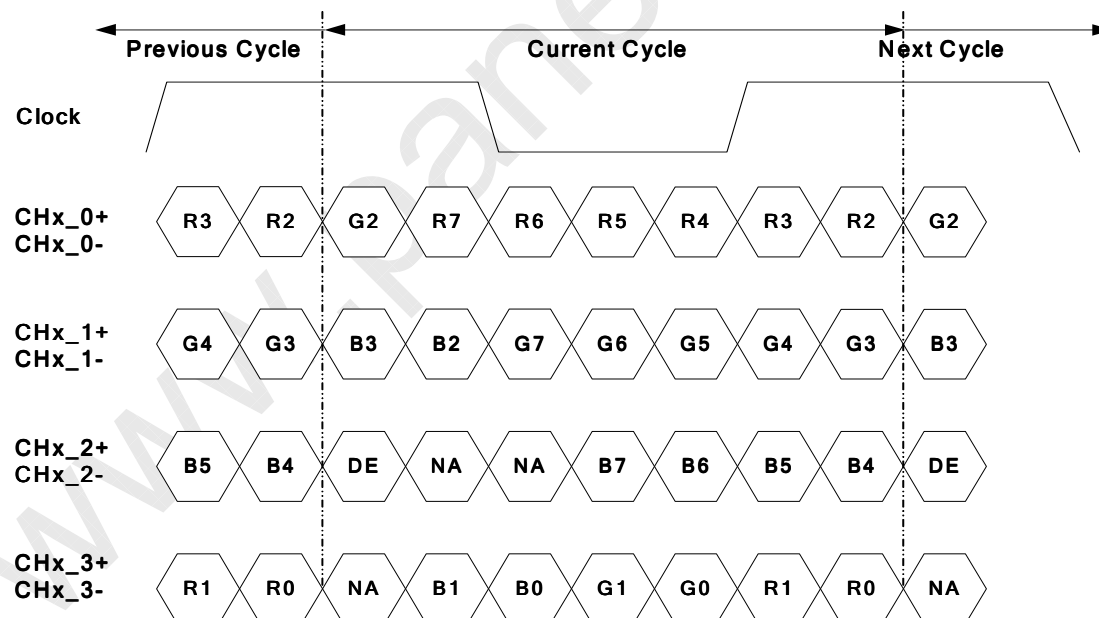 Previous Cycle Current Cycle Next Cycle
Clock
CHx_0+
CHx_0-
R3 R2 G2 R7 R6 R5 R4 R3 R2 G2
CHx_1+
CHx_1-
G4 G3 B3 B2 G7 G6 G5 G4 G3 B3
CHx_2+
CHx_2-
B5 B4 DE NA NA B7 B6 B5 B4 DE
CHx_3+
CHx_3-
R1 R0 NA B1 B0 G1 G0 R1 R0 NA
www.pane